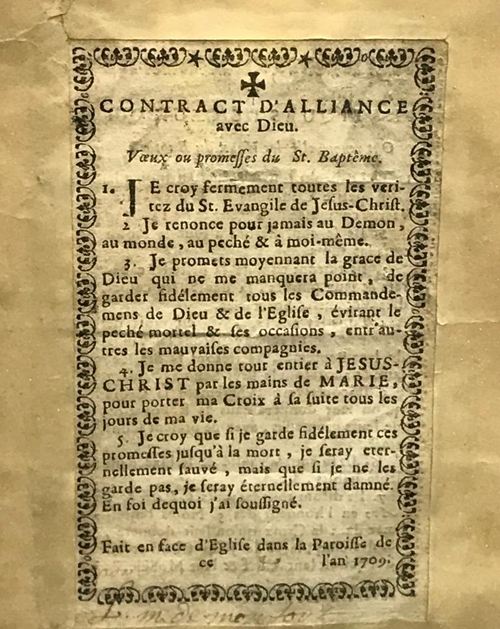 CONTRACT D'ALLIANCE
avec Dieu.
Vœux ou promesses du St. Baptême.
1. JE croy fermement toutes les veri-
tez du St. Evangile de Jesus-Christ.
2 Je renonce pour jamais au Demon,
au monde, au peché & à moi-même.
3. Je promets moyennant la grace de
Dieu qui ne me manquera point, de
garder fidélement tous les Commande-
mens de Dieu & de l'Eglise, évitant le
peché mortel & ses occasions, entr'au-
tres les mauvaises compagnies.
4. Je me donne tout entier à JESUS-
CHRIST par les mains de MARIE,
pour porter ma Croix à sa suite tous les
jours de ma vie.
5. Je croy que si je garde fidélement ces
promesses jusqu'à la mort, je seray eter-
nellement sauvé, mais que si je ne les
garde pas, je seray éternellement damné.
En foi dequoi j'ai soussigné.
Fait en face d'Eglise dans la Paroisse de
ce l'an 1709.